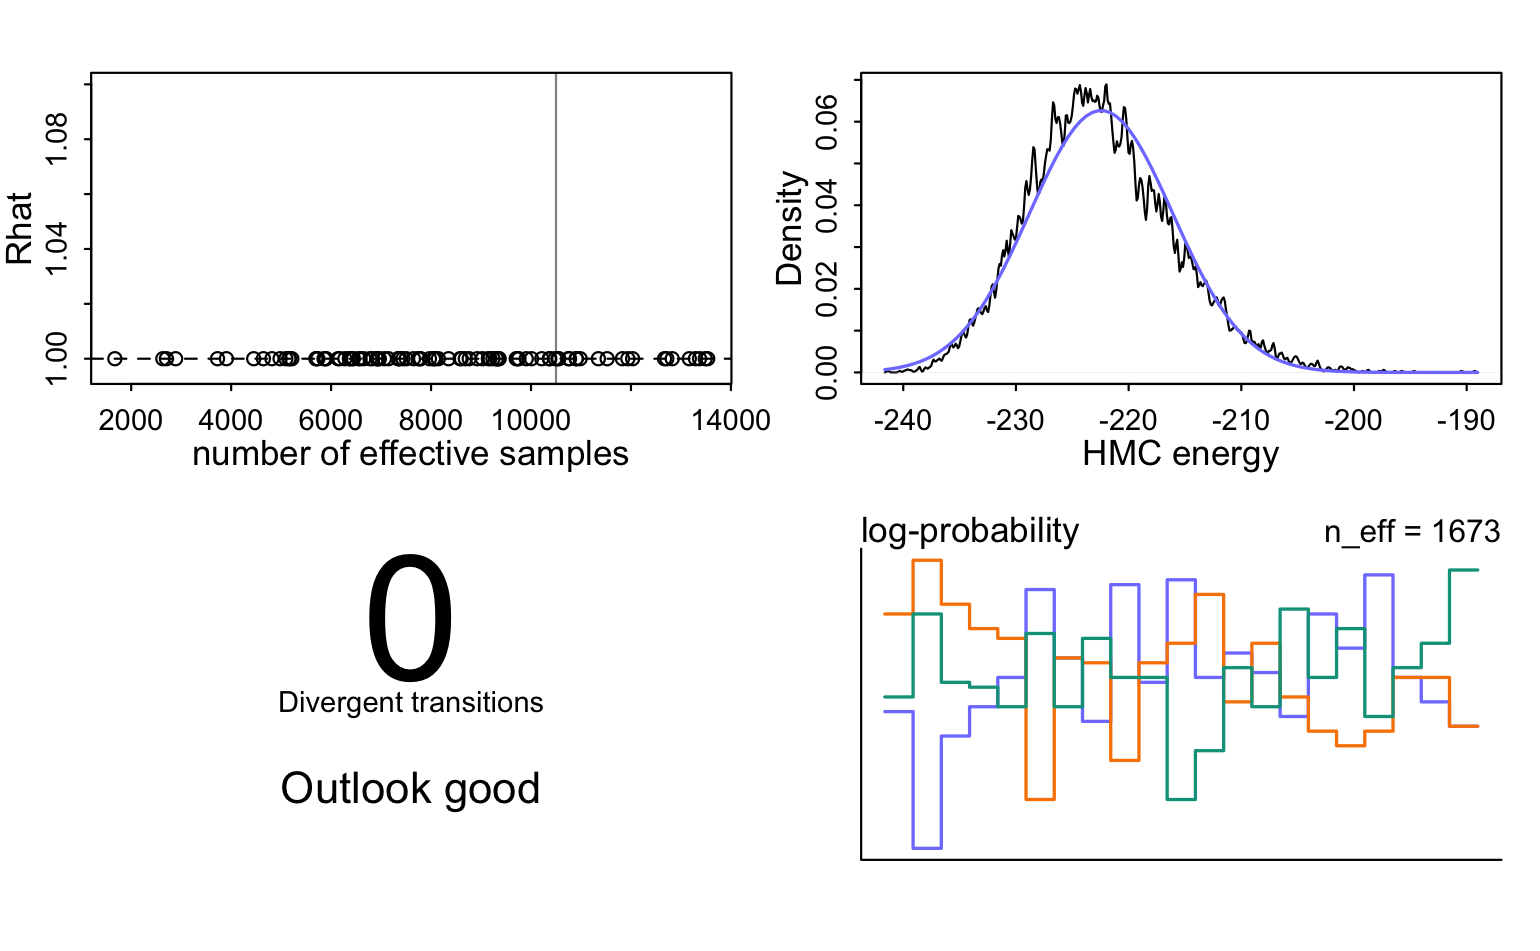 Rhat
1.08
1.04
1.00
2000 4000 6000 8000 10000 14000
number of effective samples
Density
0.06
0.04
0.02
0.00
-240 -230 -220 -210 -200 -190
HMC energy
0
Divergent transitions
Outlook good
log-probability n_eff = 1673